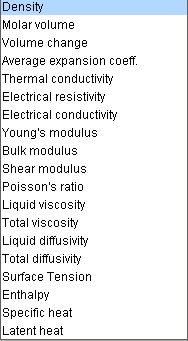 Density
Molar volume
Volume change
Average expansion coeff.
Thermal conductivity
Electrical resistivity
Electrical conductivity
Young's modulus
Bulk modulus
Shear modulus
Poisson's ratio
Liquid viscosity
Total viscosity
Liquid diffusivity
Total diffusivity
Surface Tension
Enthalpy
Specific heat
Latent heat